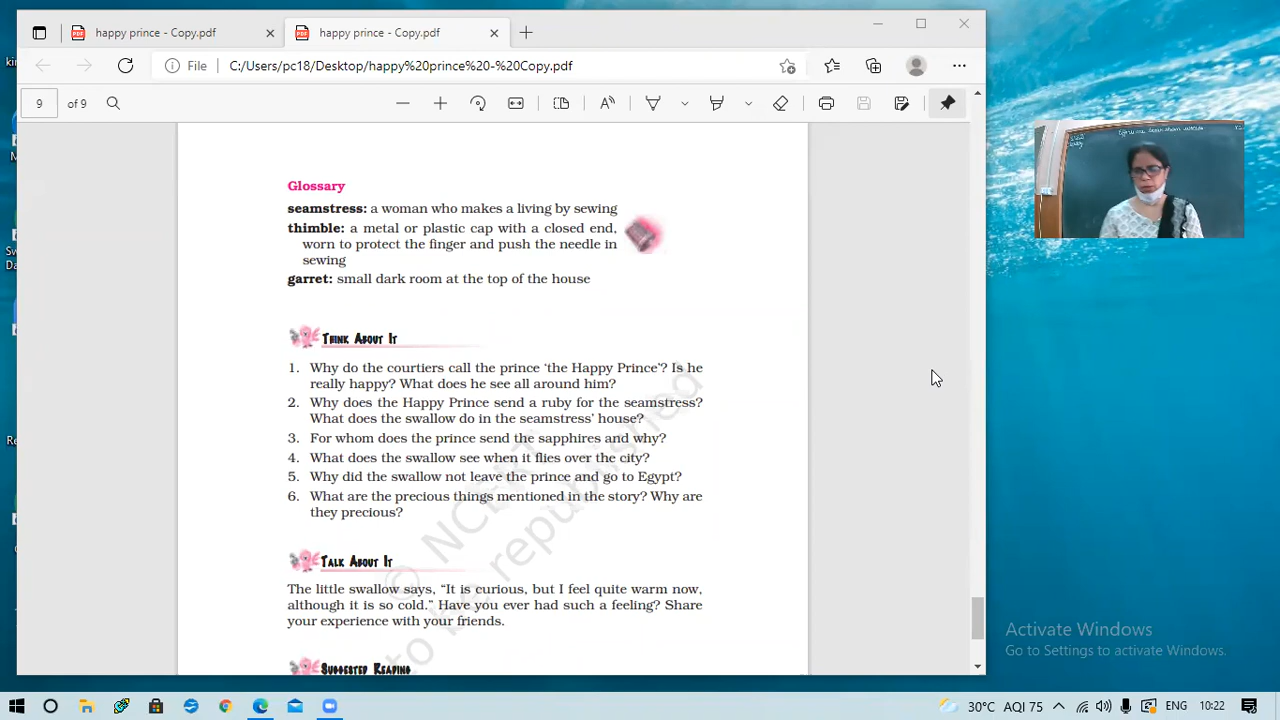 happy prince - Copy.pdf
happy prince - Copy.pdf
File
C:/Users/pc18/Desktop/happy%20prince%20-%20Copy.pdf
9 of 9
Glossary
seamstress: a woman who makes a living by sewing
thimble: a metal or plastic cap with a closed end,
worn to protect the finger and push the needle in
sewing
garret: small dark room at the top of the house
Think About It
1. Why do the courtiers call the prince ‘the Happy Prince’? Is he
really happy? What does he see all around him?
2. Why does the Happy Prince send a ruby for the seamstress?
What does the swallow do in the seamstress’ house?
3. For whom does the prince send the sapphires and why?
4. What does the swallow see when it flies over the city?
5. Why did the swallow not leave the prince and go to Egypt?
6. What are the precious things mentioned in the story? Why are
they precious?
Talk About It
The little swallow says, “It is curious, but I feel quite warm now,
although it is so cold.” Have you ever had such a feeling? Share
your experience with your friends.
Suggested Reading
© NCERT
to be republished
Activate Windows
Go to Settings to activate Windows.
30°C AQI 75
ENG
10:22